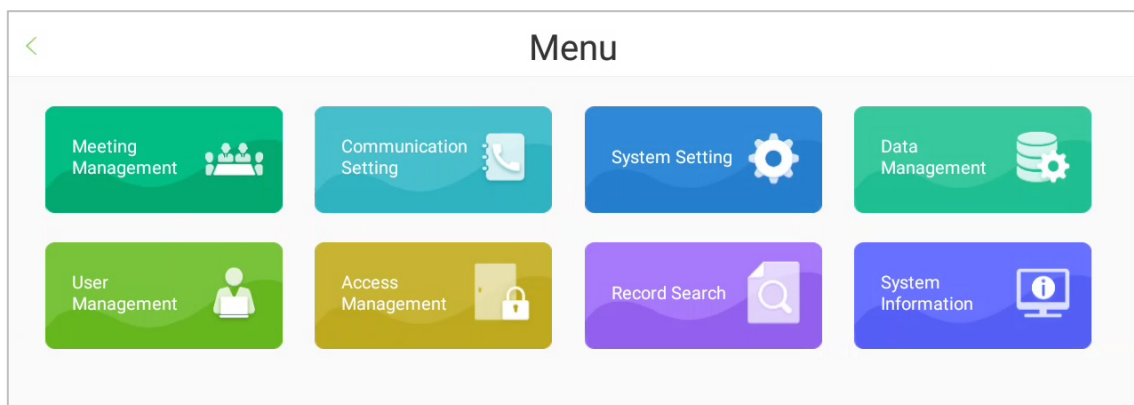 Menu
Meeting
Management
Communication
Setting
System Setting
Data
Management
User
Management
Access
Management
Record Search
System
Information